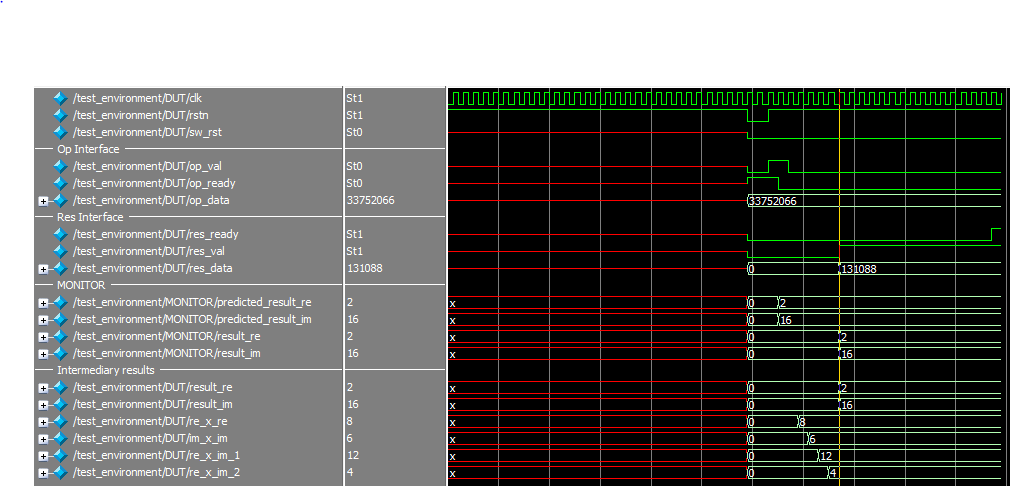 /test_environment/DUT/clk St1
/test_environment/DUT/rstn St1
/test_environment/DUT/sw_rst St0
Op Interface
/test_environment/DUT/op_val St0
/test_environment/DUT/op_ready St0
/test_environment/DUT/op_data 33752066 33752066
Res Interface
/test_environment/DUT/res_ready St1
/test_environment/DUT/res_val St1
/test_environment/DUT/res_data 131088 0 131088
MONITOR
/test_environment/MONITOR/predicted_result_re 2 x 0 2
/test_environment/MONITOR/predicted_result_im 16 x 0 16
/test_environment/MONITOR/result_re 2 x 0 2
/test_environment/MONITOR/result_im 16 x 0 16
Intermediary results
/test_environment/DUT/result_re 2 x 0 2
/test_environment/DUT/result_im 16 x 0 16
/test_environment/DUT/re_x_re 8 x 0 8
/test_environment/DUT/im_x_im 6 x 0 6
/test_environment/DUT/re_x_im_1 12 x 0 12
/test_environment/DUT/re_x_im_2 4 x 0 4